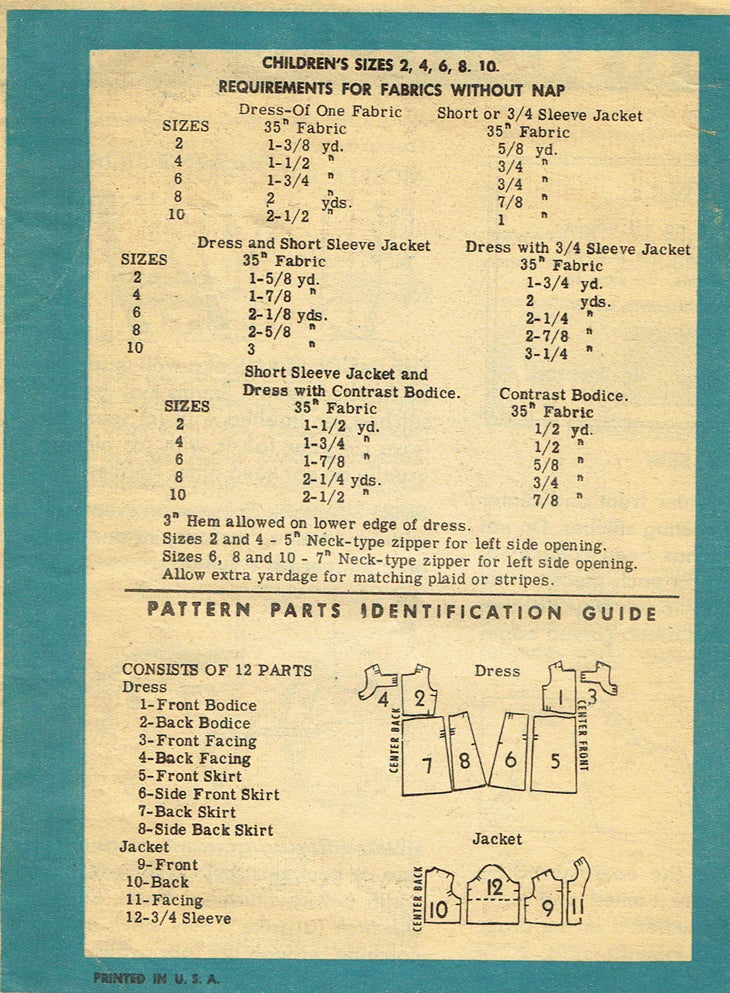 CHILDREN'S SIZES 2, 4, 6, 8. 10.
REQUIREMENTS FOR FABRICS WITHOUT NAP
Dress-Of One Fabric Short or 3/4 Sleeve Jacket
SIZES 35" Fabric 35" Fabric
2 1-3/8 yd. 5/8 yd.
4 1-1/2 " 3/4 "
6 1-3/4 " 3/4 "
8 2 yds. 7/8 "
10 2-1/2 " 1 "
Dress and Short Sleeve Jacket Dress with 3/4 Sleeve Jacket
SIZES 35" Fabric 35" Fabric
2 1-5/8 yd. 1-3/4 yd.
4 1-7/8 " 2 yds.
6 2-1/8 yds. 2-1/4 "
8 2-5/8 " 2-7/8 "
10 3 " 3-1/4 "
Short Sleeve Jacket and
Dress with Contrast Bodice. Contrast Bodice.
SIZES 35" Fabric 35" Fabric
2 1-1/2 yd. 1/2 yd.
4 1-3/4 " 1/2 "
6 1-7/8 " 5/8 "
8 2-1/4 yds. 3/4 "
10 2-1/2 " 7/8 "
3" Hem allowed on lower edge of dress.
Sizes 2 and 4 - 5" Neck-type zipper for left side opening.
Sizes 6, 8 and 10 - 7" Neck-type zipper for left side opening.
Allow extra yardage for matching plaid or stripes.
PATTERN PARTS IDENTIFICATION GUIDE
CONSISTS OF 12 PARTS
Dress
1-Front Bodice
2-Back Bodice
3-Front Facing
4-Back Facing
5-Front Skirt
6-Side Front Skirt
7-Back Skirt
8-Side Back Skirt
Jacket
9-Front
10-Back
11-Facing
12-3/4 Sleeve
Dress
4 2 1 3
CENTER BACK
7 8 6 5
CENTER FRONT
Jacket
CENTER BACK
10 12 9 11
PRINTED IN U. S. A.